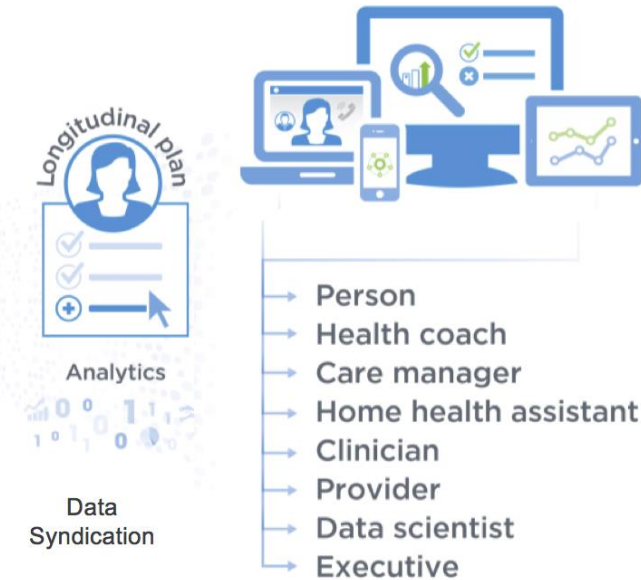 Longitudinal plan
Analytics
Data
Syndication
Person
Health coach
Care manager
Home health assistant
Clinician
Provider
Data scientist
Executive